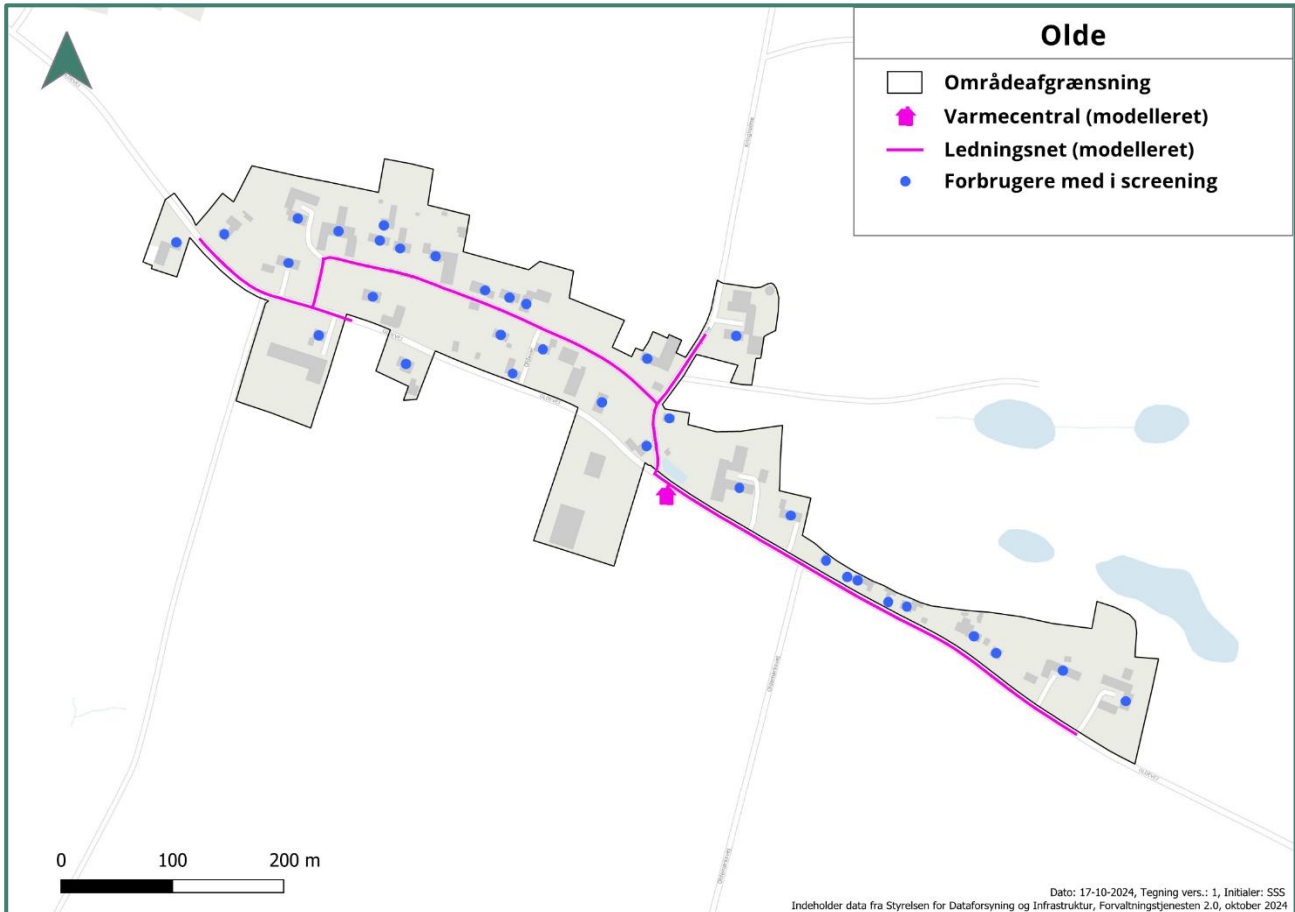 Olde
Områdeafgrænsning
Varmecentral (modelleret)
Ledningsnet (modelleret)
Forbrugere med i screening
0 100 200 m
Dato: 17-10-2024, Tegning vers.: 1, Initialer: SSS
Indeholder data fra Styrelsen for Dataforsyning og Infrastruktur, Forvaltningstjenesten 2.0, oktober 2024